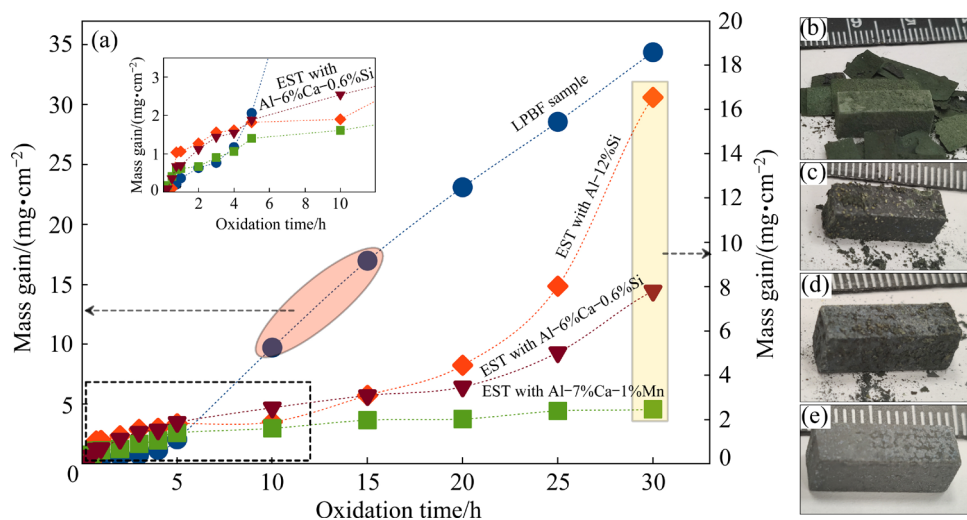 (a)
Mass gain/(mg•cm⁻²)
35
30
25
20
15
10
5
0
5
10
15
20
25
30
Oxidation time/h
20
18
16
14
12
10
8
6
4
2
0
Mass gain/(mg•cm⁻²)
LPBF sample
EST with Al−12%Si
EST with Al−6%Ca−0.6%Si
EST with Al−7%Ca−1%Mn
Mass gain/(mg•cm⁻²)
3
2
1
0
2
4
6
8
10
Oxidation time/h
EST with
Al−6%Ca−0.6%Si
(b)
(c)
(d)
(e)